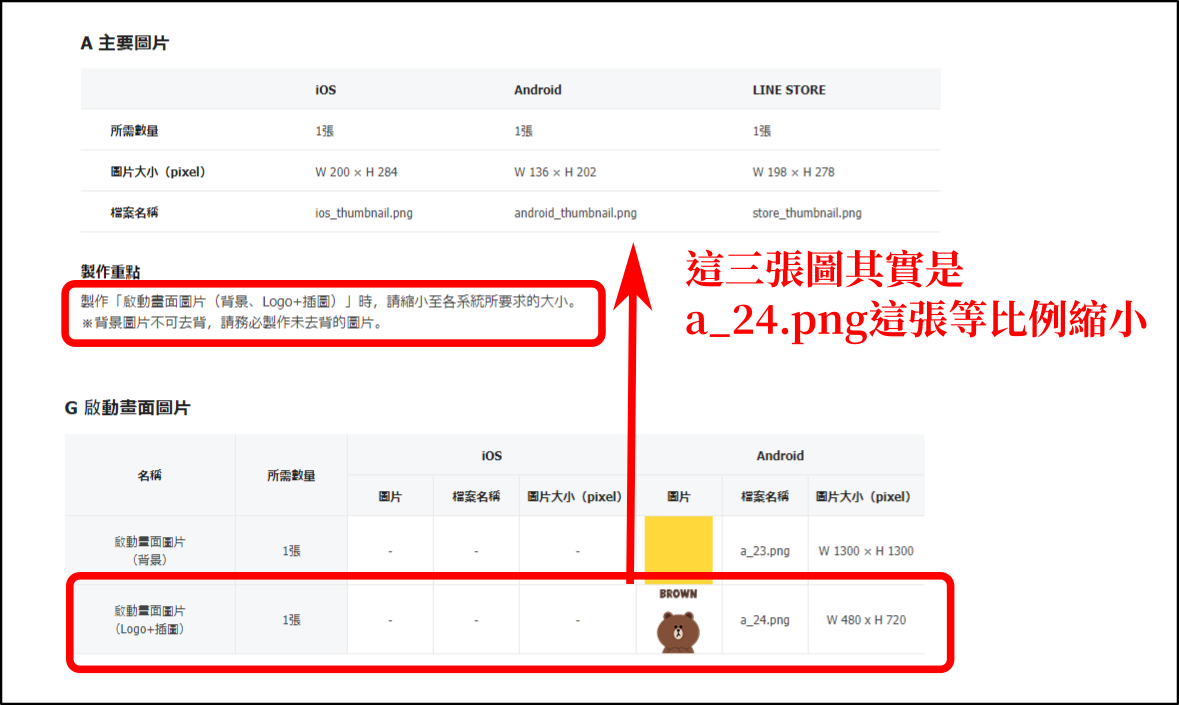 A 主要圖片
iOS Android LINE STORE
所需數量 1張 1張 1張
圖片大小（pixel） W 200 × H 284 W 136 × H 202 W 198 × H 278
檔案名稱 ios_thumbnail.png android_thumbnail.png store_thumbnail.png
製作重點
製作「啟動畫面圖片（背景、Logo+插圖）」時，請縮小至各系統所要求的大小。
※背景圖片不可去背，請務必製作未去背的圖片。
這三張圖其實是
a_24.png這張等比例縮小
G 啟動畫面圖片
名稱 所需數量 iOS Android
圖片 檔案名稱 圖片大小（pixel） 圖片 檔案名稱 圖片大小（pixel）
啟動畫面圖片
（背景）
1張 - - - a_23.png W 1300 × H 1300
BROWN
啟動畫面圖片
（Logo+插圖）
1張 - - - a_24.png W 480 x H 720